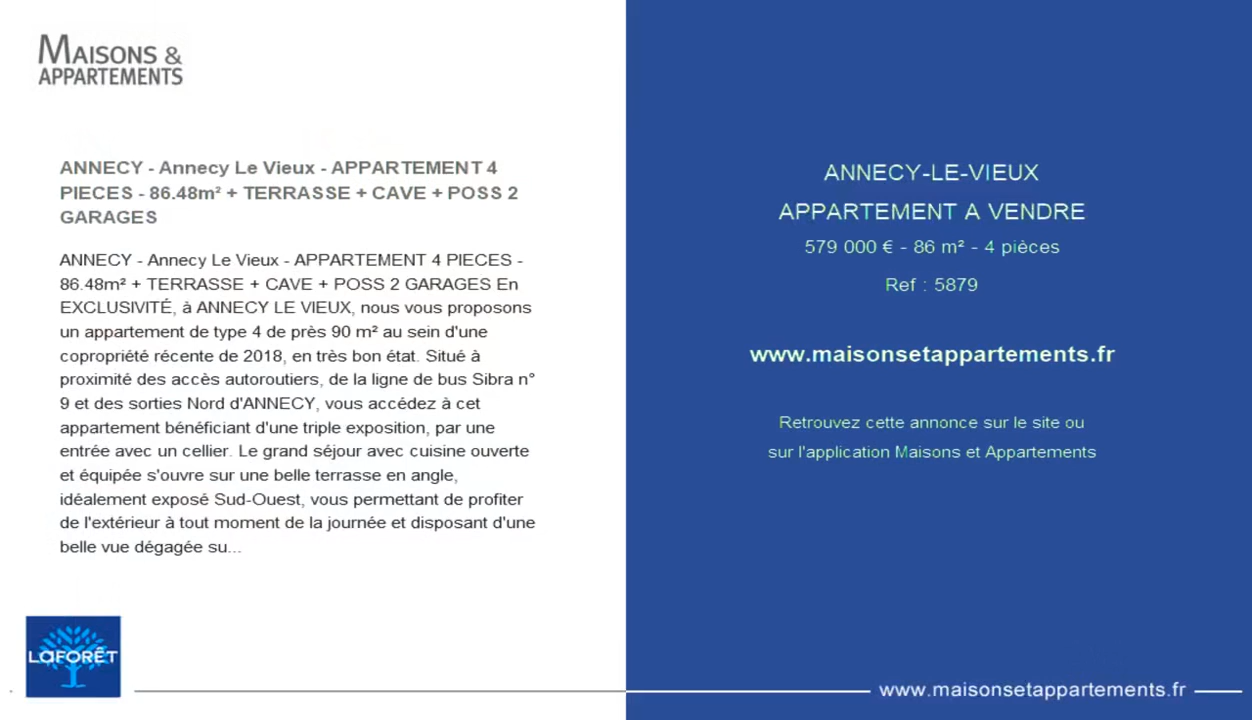 MAISONS &
APPARTEMENTS
ANNECY - Annecy Le Vieux - APPARTEMENT 4
PIECES - 86.48m² + TERRASSE + CAVE + POSS 2
GARAGES
ANNECY - Annecy Le Vieux - APPARTEMENT 4 PIECES -
86.48m² + TERRASSE + CAVE + POSS 2 GARAGES En
EXCLUSIVITÉ, à ANNECY LE VIEUX, nous vous proposons
un appartement de type 4 de près 90 m² au sein d'une
copropriété récente de 2018, en très bon état. Situé à
proximité des accès autoroutiers, de la ligne de bus Sibra n°
9 et des sorties Nord d'ANNECY, vous accédez à cet
appartement bénéficiant d'une triple exposition, par une
entrée avec un cellier. Le grand séjour avec cuisine ouverte
et équipée s'ouvre sur une belle terrasse en angle,
idéalement exposé Sud-Ouest, vous permettant de profiter
de l'extérieur à tout moment de la journée et disposant d'une
belle vue dégagée su...
LAFORÊT
ANNECY-LE-VIEUX
APPARTEMENT A VENDRE
579 000 € - 86 m² - 4 pièces
Ref : 5879
www.maisonsetappartements.fr
Retrouvez cette annonce sur le site ou
sur l'application Maisons et Appartements
www.maisonsetappartements.fr